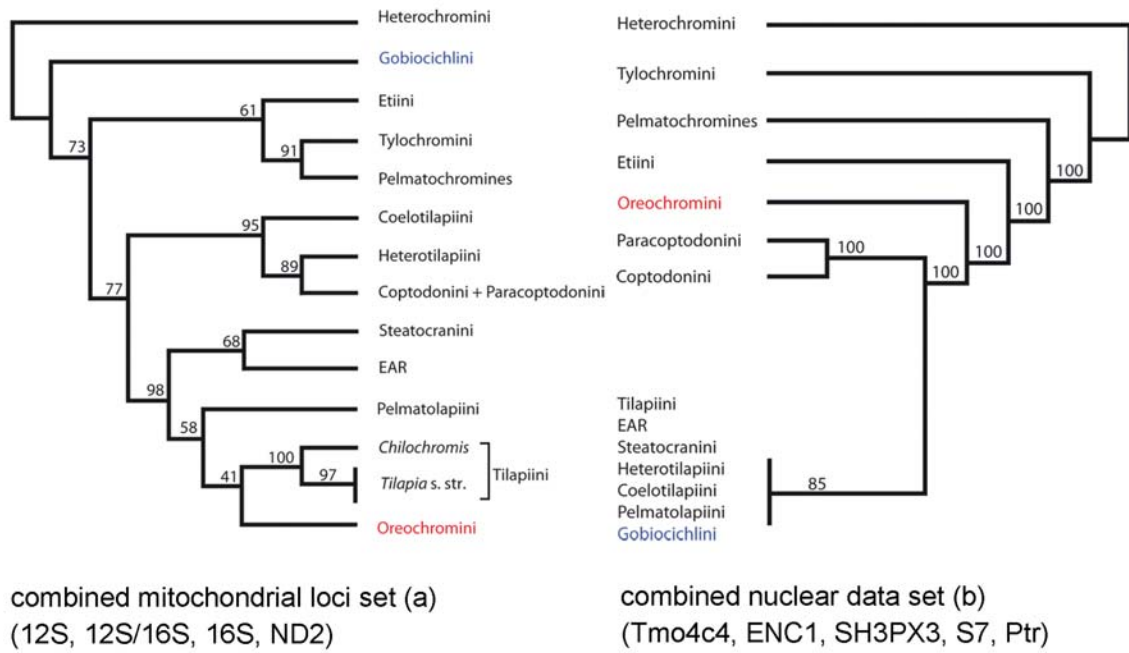 Heterochromini
Gobiocichlini
Etiini
61
Tylochromini
91
73
Pelmatochromines
Coelotilapiini
95
Heterotilapiini
89
Coptodonini + Paracoptodonini
77
Steatocranini
68
EAR
98
Pelmatolapiini
58
Chilochromis
100
Tilapiini
97
41
Tilapia s. str.
Oreochromini
combined mitochondrial loci set (a)
(12S, 12S/16S, 16S, ND2)
Heterochromini
Tylochromini
Pelmatochromines
Etiini
100
Oreochromini
100
Paracoptodonini
100
100
Coptodonini
100
Tilapiini
EAR
Steatocranini
Heterotilapiini
Coelotilapiini
85
Pelmatolapiini
Gobiocichlini
combined nuclear data set (b)
(Tmo4c4, ENC1, SH3PX3, S7, Ptr)